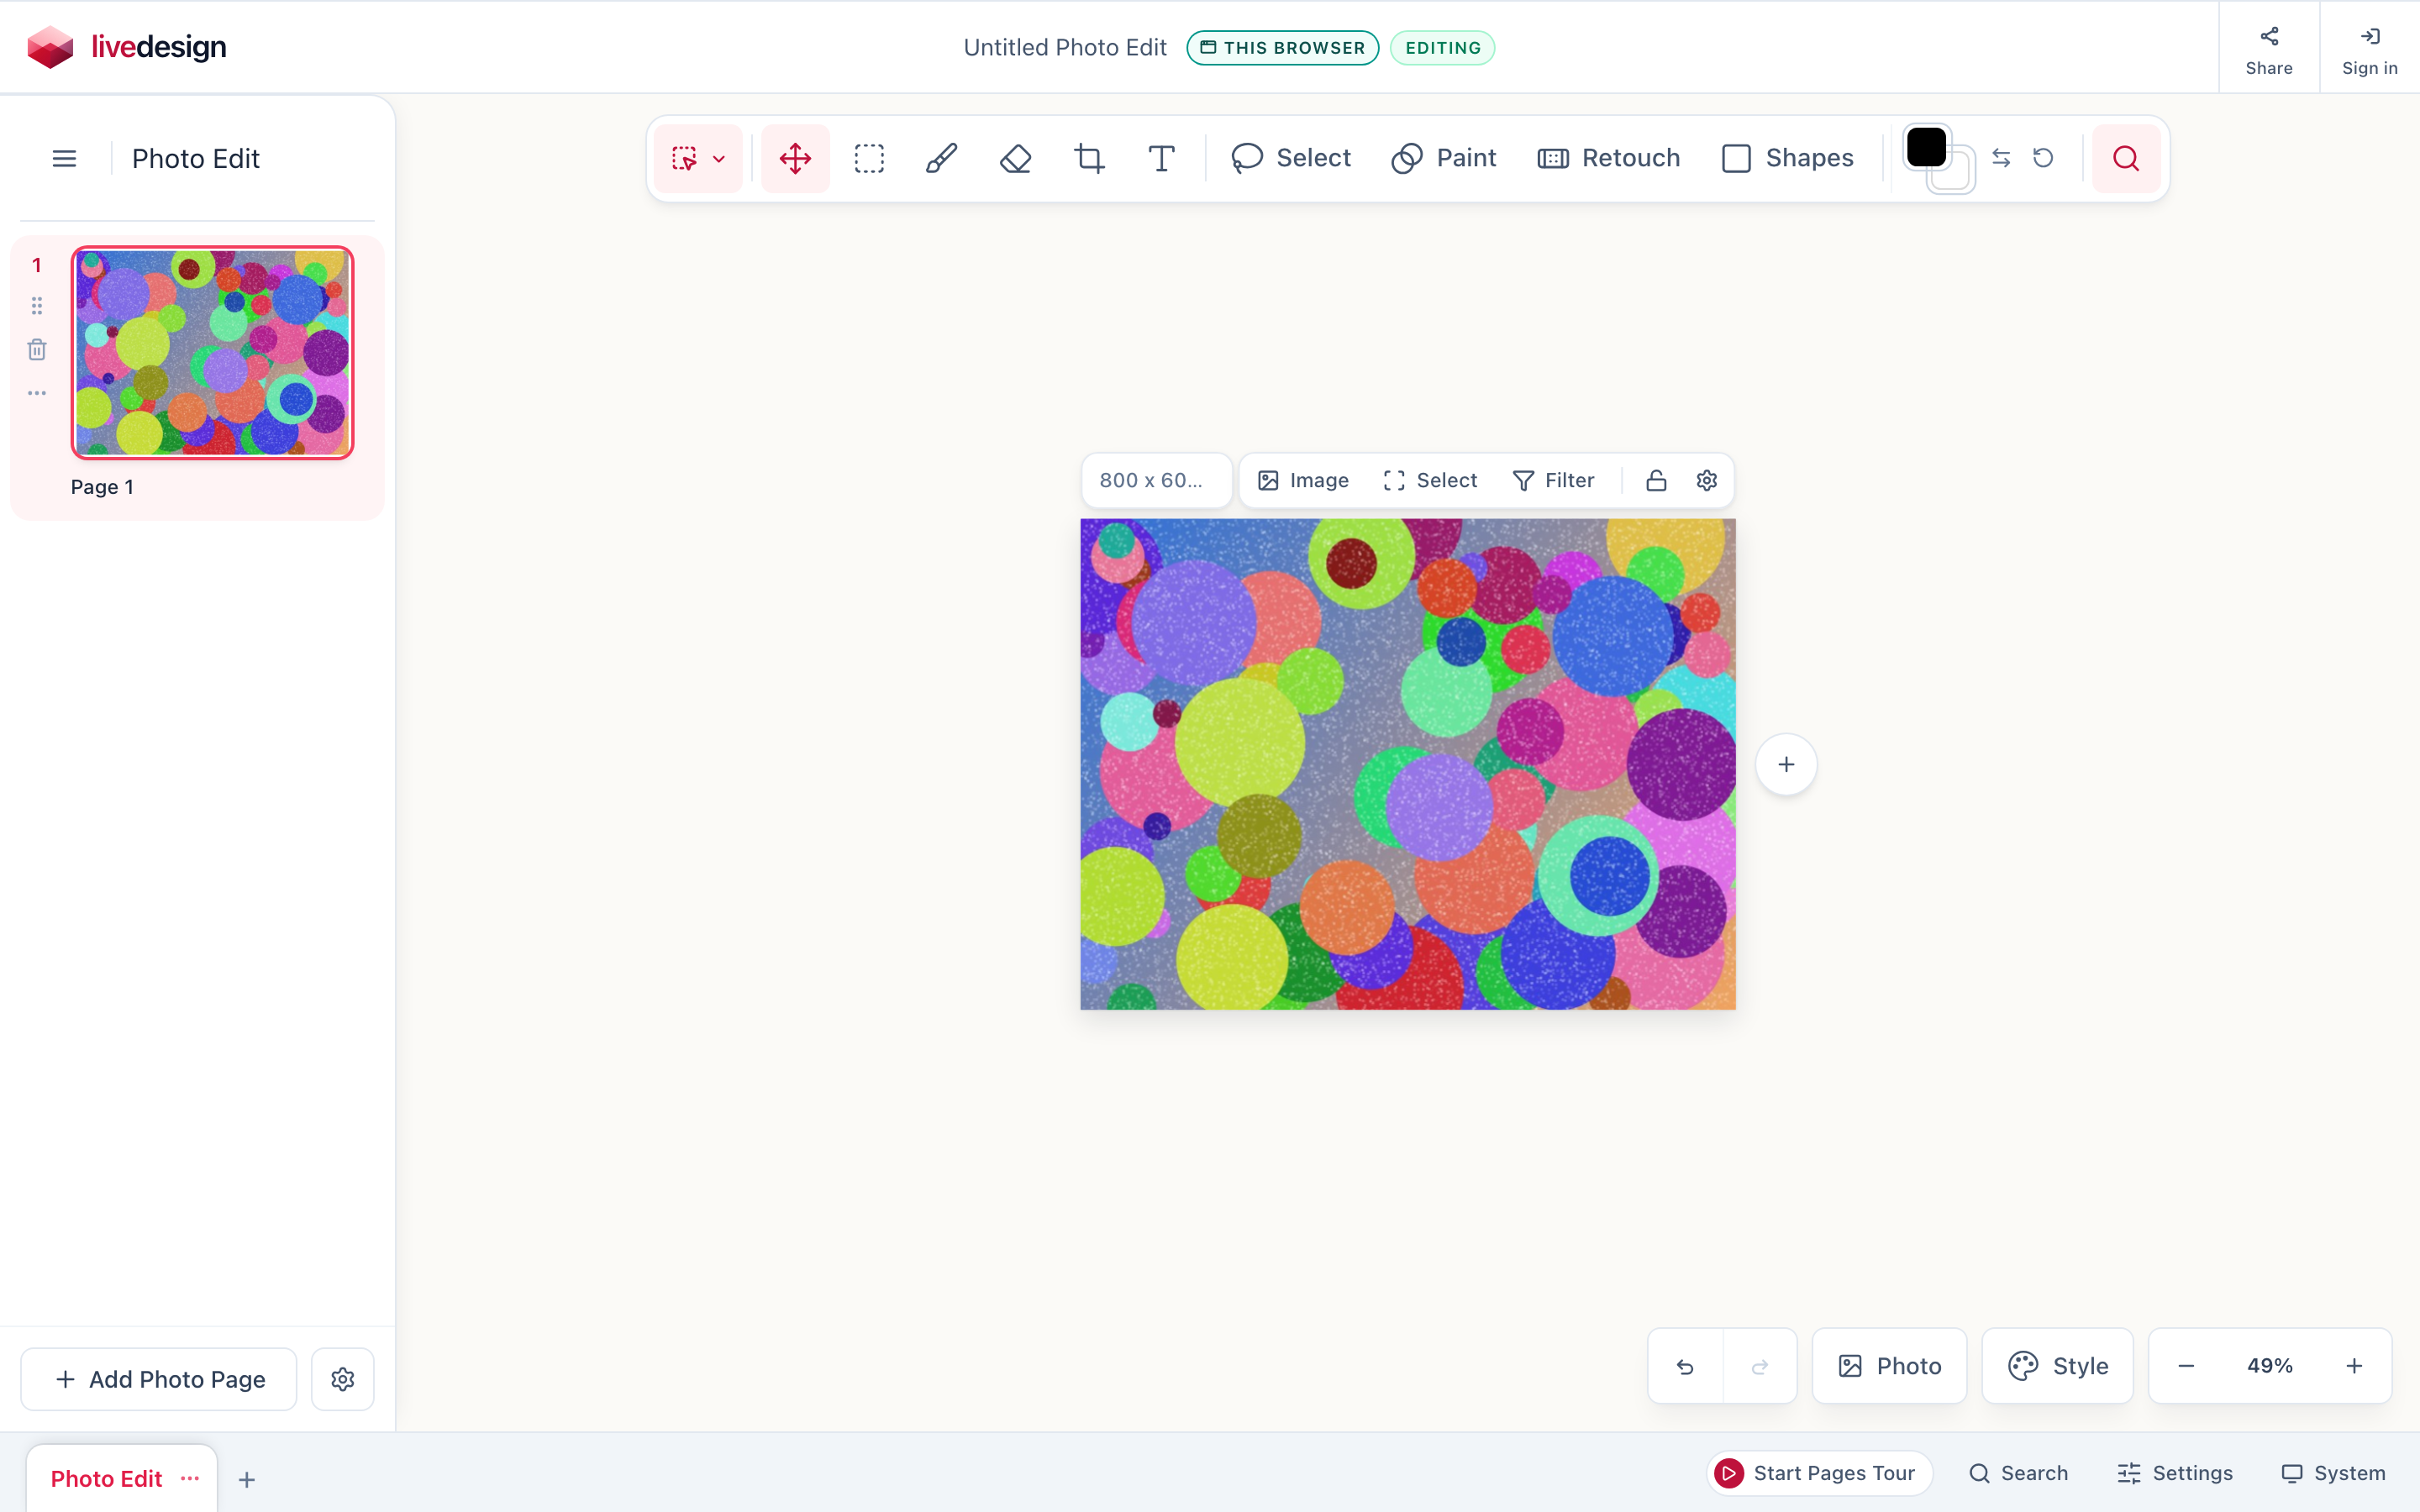 livedesign
Untitled Photo Edit
THIS BROWSER
EDITING
Share
Sign in
Photo Edit
Select
Paint
Retouch
Shapes
1
Page 1
800 x 60...
Image
Select
Filter
Add Photo Page
Photo
Style
49%
Photo Edit
Start Pages Tour
Search
Settings
System